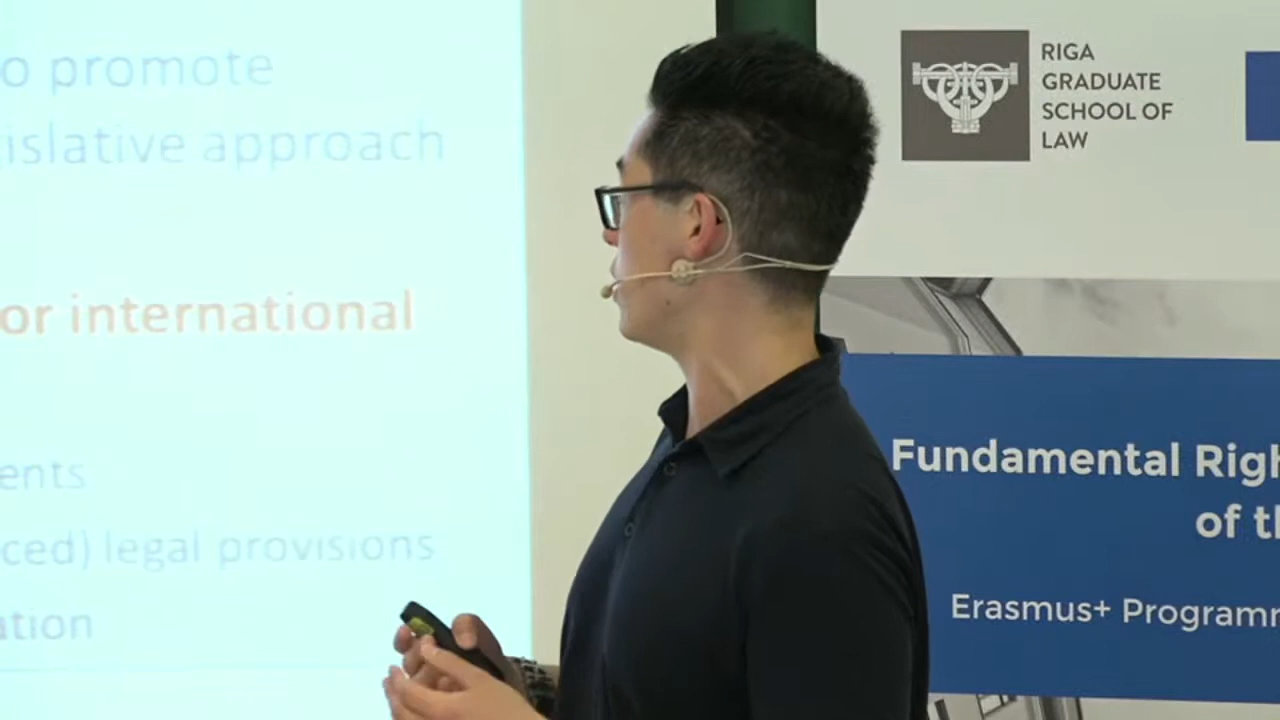 o promote
islative approach
or international
ents
ced) legal provisions
ation
RIGA
GRADUATE
SCHOOL OF
LAW
Fundamental Righ
of th
Erasmus+ Programm